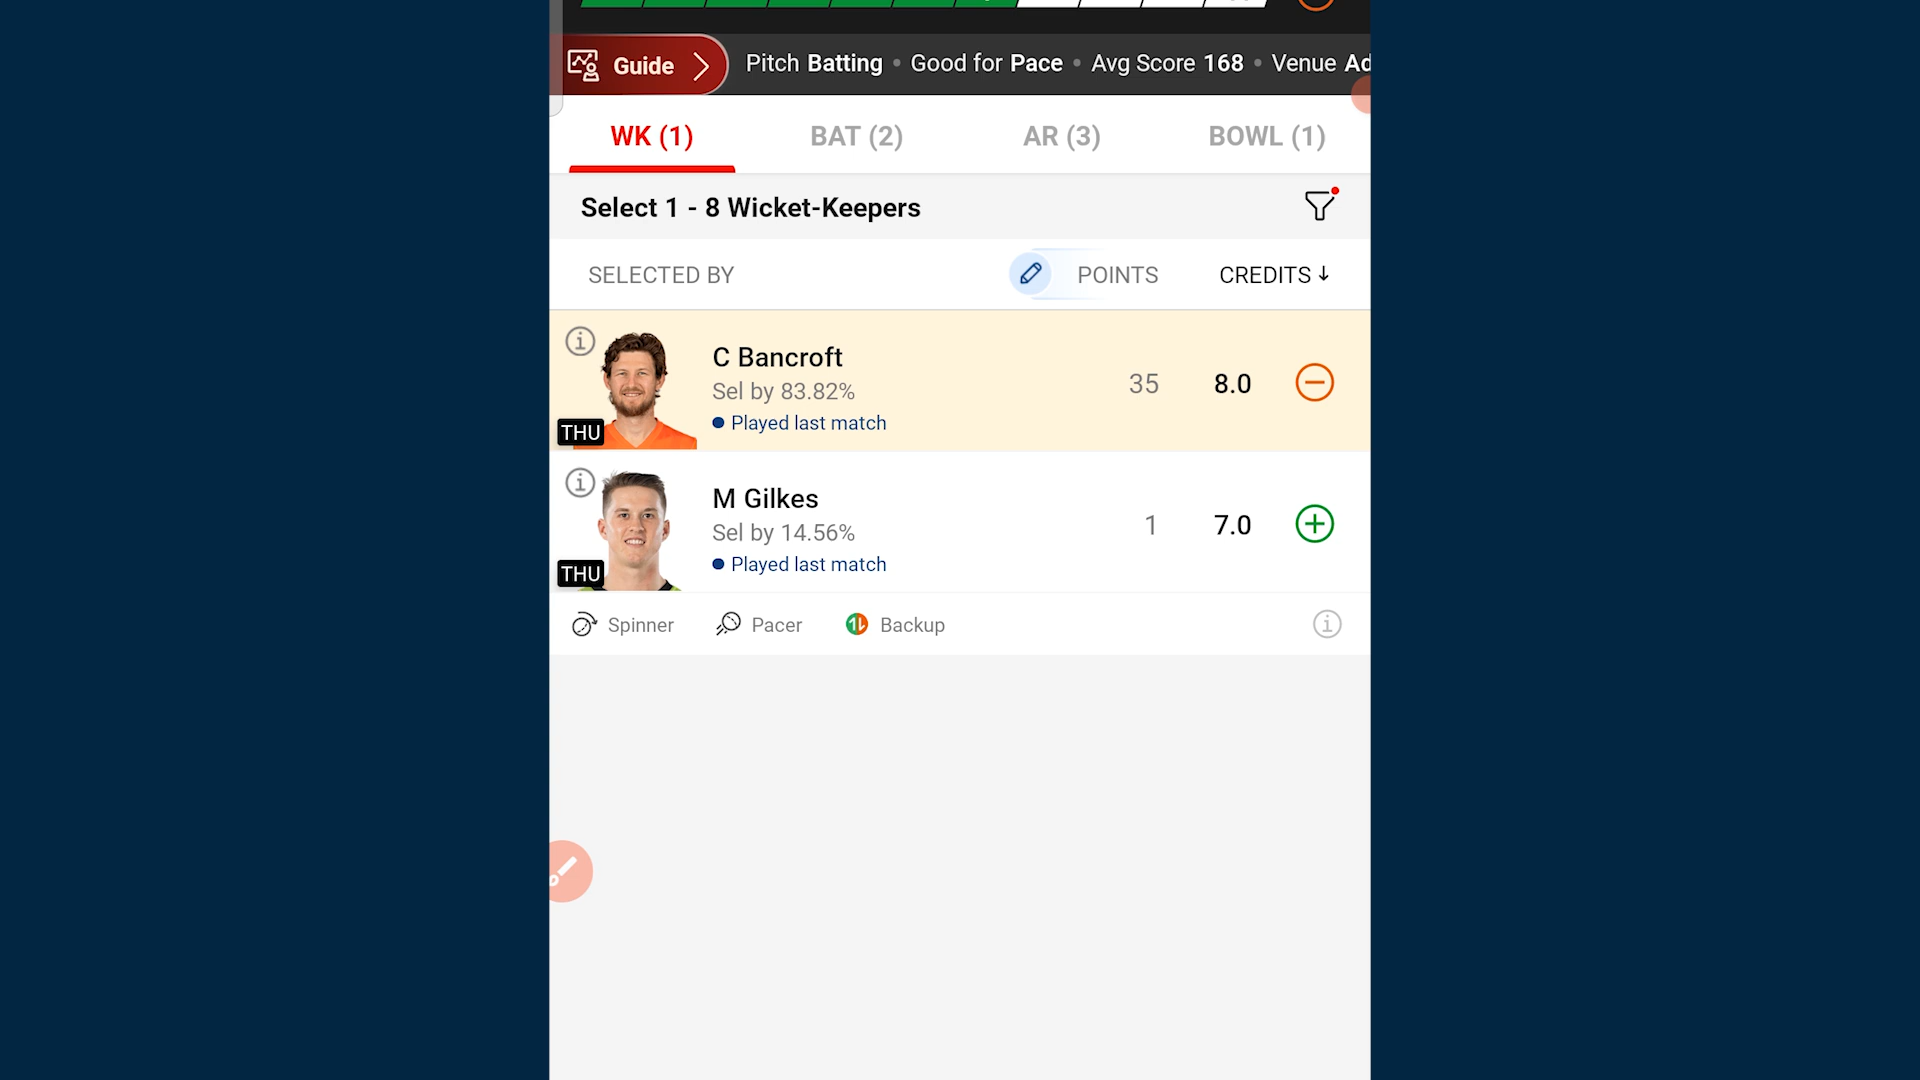 Guide
Pitch Batting • Good for Pace • Avg Score 168 • Venue Ad
WK (1) BAT (2) AR (3) BOWL (1)
Select 1 - 8 Wicket-Keepers
SELECTED BY POINTS CREDITS ↓
C Bancroft
Sel by 83.82%
35 8.0
• Played last match
THU
M Gilkes
Sel by 14.56%
1 7.0
• Played last match
THU
Spinner Pacer Backup